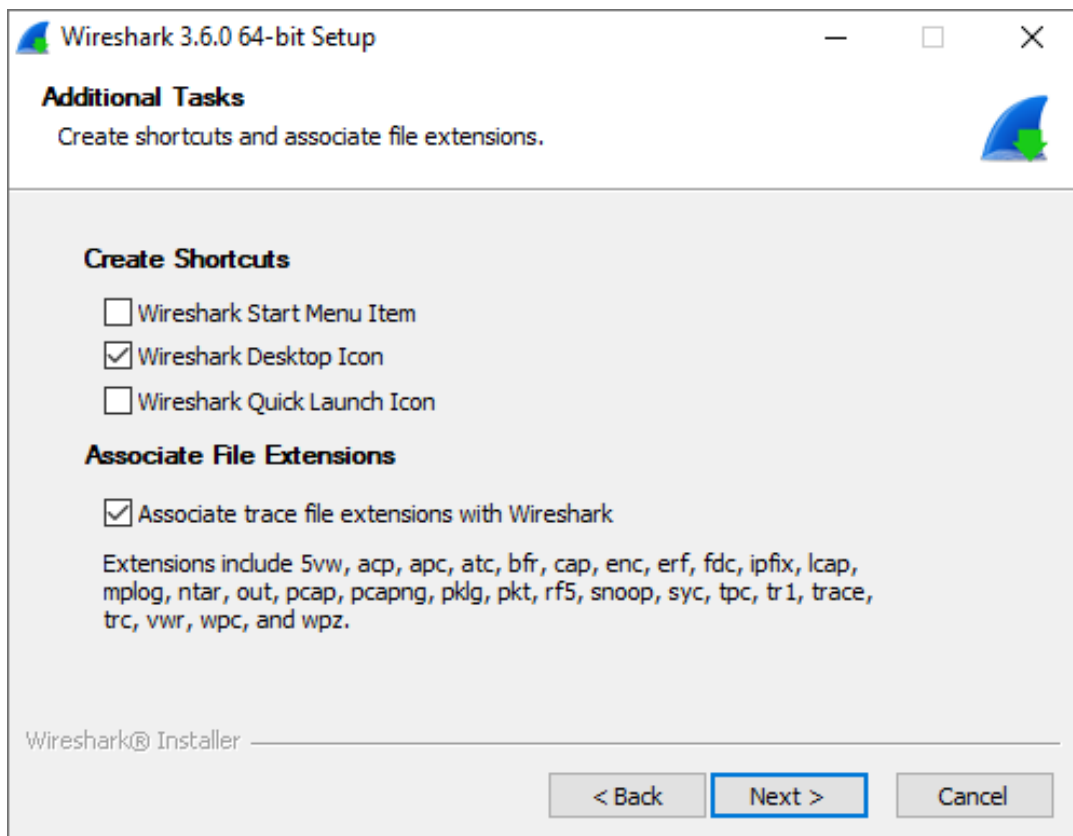 Wireshark 3.6.0 64-bit Setup
Additional Tasks
Create shortcuts and associate file extensions.
Create Shortcuts
Wireshark Start Menu Item
Wireshark Desktop Icon
Wireshark Quick Launch Icon
Associate File Extensions
Associate trace file extensions with Wireshark
Extensions include 5vw, acp, apc, atc, bfr, cap, enc, erf, fdc, ipfix, lcap,
mplog, ntar, out, pcap, pcapng, pklg, pkt, rf5, snoop, syc, tpc, tr1, trace,
trc, vwr, wpc, and wpz.
Wireshark® Installer
< Back Next > Cancel